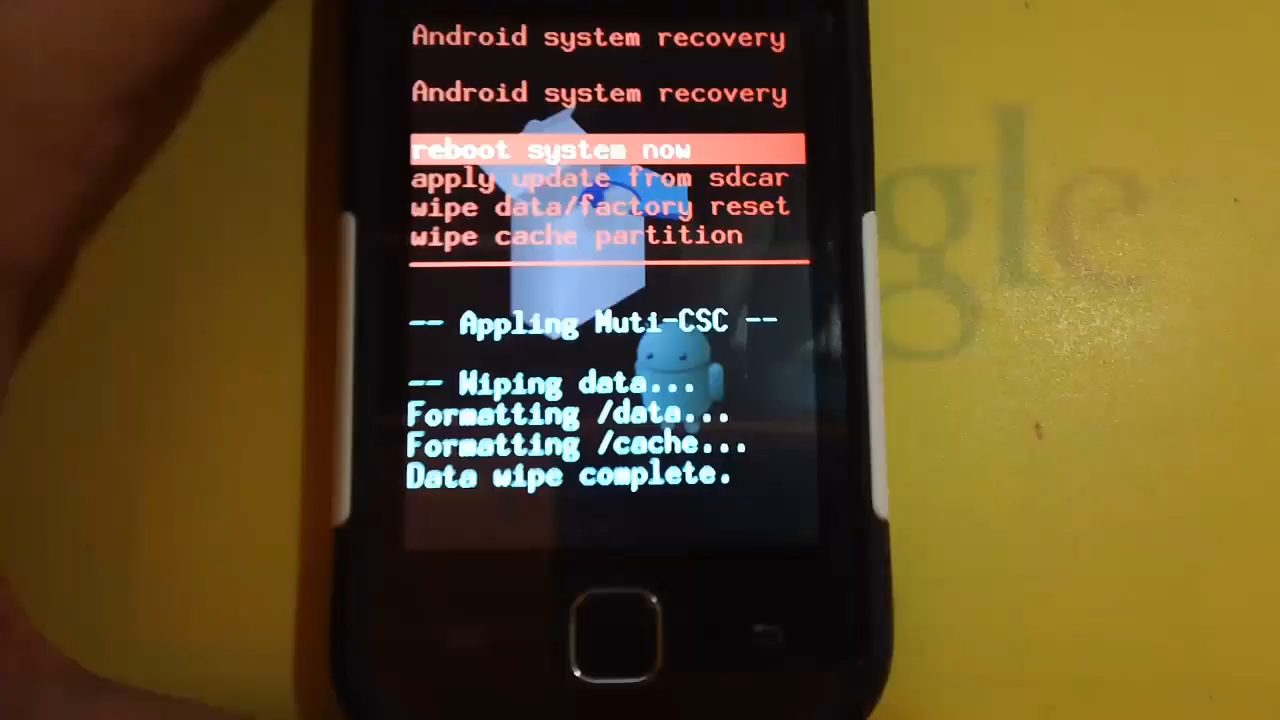 Android system recovery
Android system recovery
reboot system now
apply update from sdcar
wipe data/factory reset
wipe cache partition
-- Appling Muti-CSC --
-- Wiping data...
Formatting /data...
Formatting /cache...
Data wipe complete.